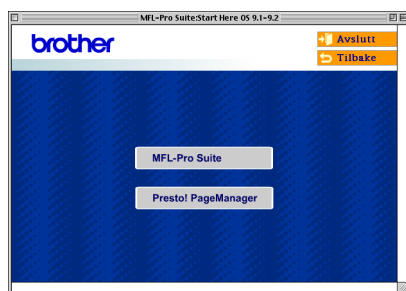 MFL-Pro Suite:Start Here OS 9.1-9.2
brother
Avslutt
Tilbake
MFL-Pro Suite
Presto! PageManager